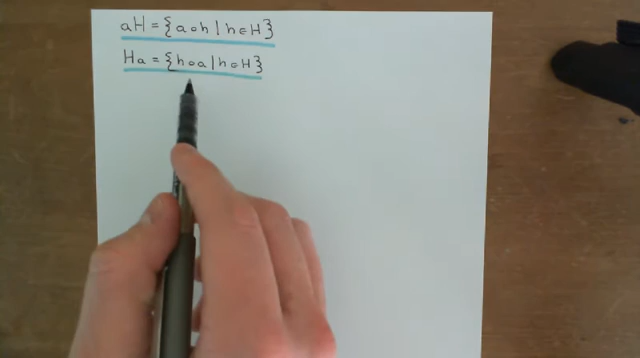 aH = {a∘h | h∈H}
Ha = {h∘a | h∈H}